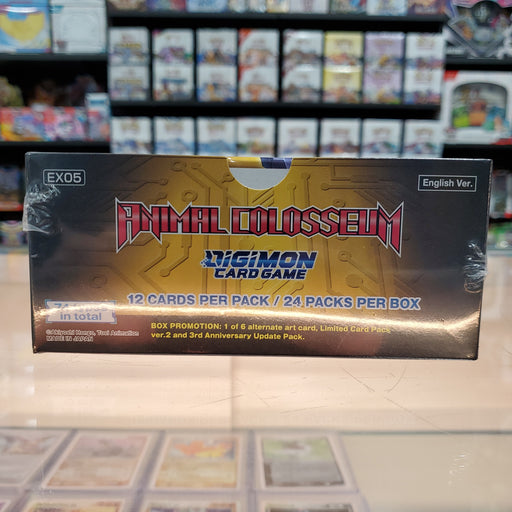 EX05
English Ver.
ANIMAL COLOSSEUM
DIGIMON
CARD GAME
12 CARDS PER PACK / 24 PACKS PER BOX
in total
BOX PROMOTION: 1 of 6 alternate art card, Limited Card Pack
ver.2 and 3rd Anniversary Update Pack.
©Akiyoshi Hongo, Toei Animation
MADE IN JAPAN